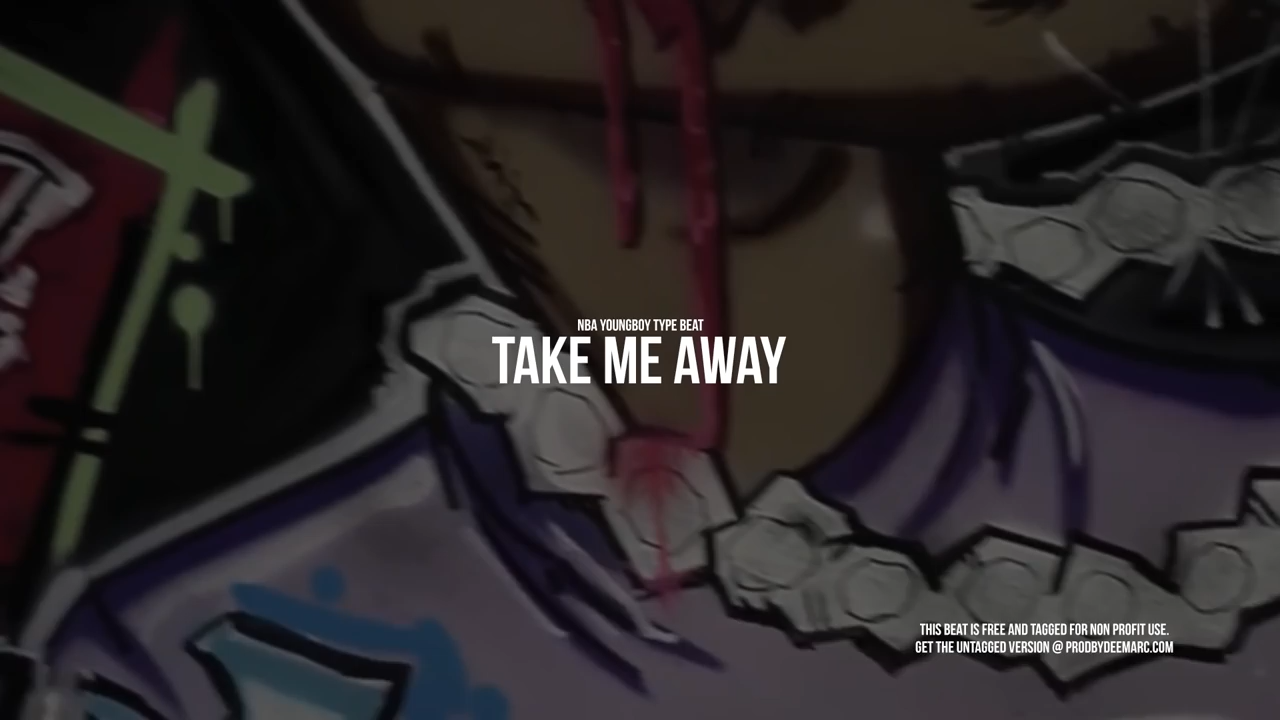 NBA YOUNGBOY TYPE BEAT
TAKE ME AWAY
THIS BEAT IS FREE AND TAGGED FOR NON PROFIT USE.
GET THE UNTAGGED VERSION @ PRODBYDEEMARC.COM